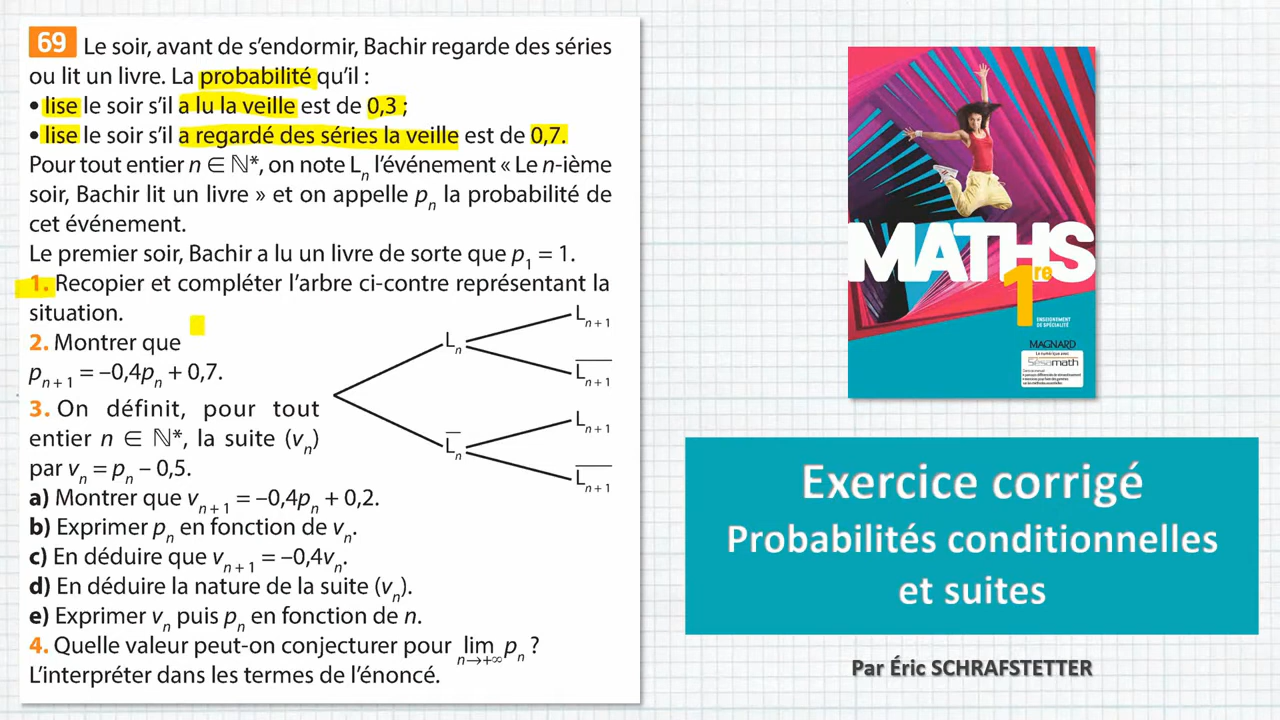 69 Le soir, avant de s’endormir, Bachir regarde des séries
ou lit un livre. La probabilité qu’il :
• lise le soir s’il a lu la veille est de 0,3 ;
• lise le soir s’il a regardé des séries la veille est de 0,7.
Pour tout entier n ∈ ℕ*, on note Lₙ l’événement « Le n-ième
soir, Bachir lit un livre » et on appelle pₙ la probabilité de
cet événement.
Le premier soir, Bachir a lu un livre de sorte que p₁ = 1.
1. Recopier et compléter l’arbre ci-contre représentant la
situation.
2. Montrer que
pₙ₊₁ = –0,4pₙ + 0,7.
3. On définit, pour tout
entier n ∈ ℕ*, la suite (vₙ)
par vₙ = pₙ – 0,5.
a) Montrer que vₙ₊₁ = –0,4pₙ + 0,2.
b) Exprimer pₙ en fonction de vₙ.
c) En déduire que vₙ₊₁ = –0,4vₙ.
d) En déduire la nature de la suite (vₙ).
e) Exprimer vₙ puis pₙ en fonction de n.
4. Quelle valeur peut-on conjecturer pour lim pₙ ?
n→+∞
L’interpréter dans les termes de l’énoncé.
Lₙ
L̅ₙ
Lₙ₊₁
L̅ₙ₊₁
Lₙ₊₁
L̅ₙ₊₁
MATHS
1re
ENSEIGNEMENT
DE SPÉCIALITÉ
MAGNARD
Le numérique avec
Sésamath
Exercice corrigé
Probabilités conditionnelles
et suites
Par Éric SCHRAFSTETTER